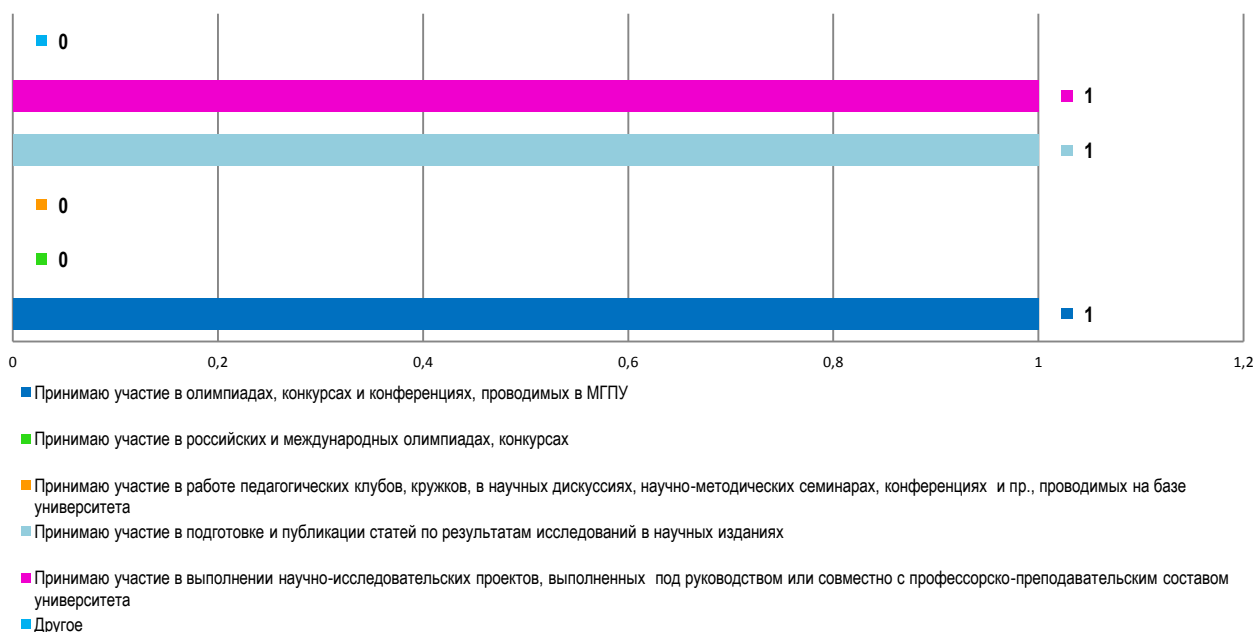 0
1
1
0
0
1
0 0,2 0,4 0,6 0,8 1 1,2
Принимаю участие в олимпиадах, конкурсах и конференциях, проводимых в МГПУ
Принимаю участие в российских и международных олимпиадах, конкурсах
Принимаю участие в работе педагогических клубов, кружков, в научных дискуссиях, научно-методических семинарах, конференциях и пр., проводимых на базе
университета
Принимаю участие в подготовке и публикации статей по результатам исследований в научных изданиях
Принимаю участие в выполнении научно-исследовательских проектов, выполненных под руководством или совместно с профессорско-преподавательским составом
университета
Другое